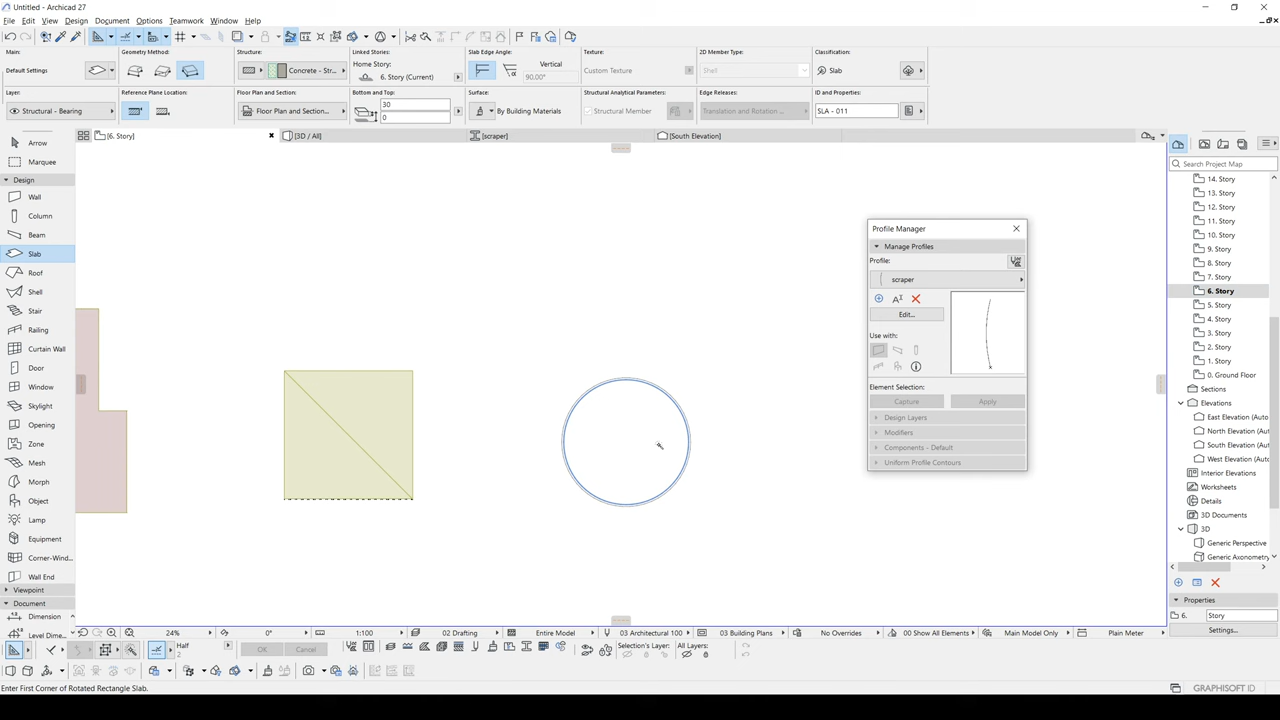 Untitled - Archicad 27
File Edit View Design Document Options Teamwork Window Help
Main: Geometry Method: Structure: Linked Stories: Slab Edge Angle: Texture: 2D Member Type: Classification:
Default Settings Concrete - Str... Home Story: 6. Story (Current) Vertical 90.00° Custom Texture Shell Slab
Layer: Reference Plane Location: Floor Plan and Section: Bottom and Top: Surface: Structural Analytical Parameters: Edge Releases: ID and Properties:
Structural - Bearing Floor Plan and Section... 30 0 By Building Materials Structural Member Translation and Rotation ... SLA - 011
[6. Story] [3D / All] [scraper] [South Elevation]
Arrow
Marquee
Design
Wall
Column
Beam
Slab
Roof
Shell
Stair
Railing
Curtain Wall
Door
Window
Skylight
Opening
Zone
Mesh
Morph
Object
Lamp
Equipment
Corner-Wind...
Wall End
Viewpoint
Document
Dimension
Level Dime...
Profile Manager
Manage Profiles
Profile:
scraper
Edit...
Use with:
Element Selection:
Capture Apply
Design Layers
Modifiers
Components - Default
Uniform Profile Contours
Search Project Map
14. Story
13. Story
12. Story
11. Story
10. Story
9. Story
8. Story
7. Story
6. Story
5. Story
4. Story
3. Story
2. Story
1. Story
0. Ground Floor
Sections
Elevations
East Elevation (Auto
North Elevation (Auto
South Elevation (Auto
West Elevation (Auto
Interior Elevations
Worksheets
Details
3D Documents
3D
Generic Perspective
Generic Axonometry
Properties
6. Story
Settings...
24% 0° 1:100 02 Drafting Entire Model 03 Architectural 100 03 Building Plans No Overrides 00 Show All Elements Main Model Only Plain Meter
Half 2 OK Cancel Selection's Layer: All Layers:
Enter First Corner of Rotated Rectangle Slab.
GRAPHISOFT ID